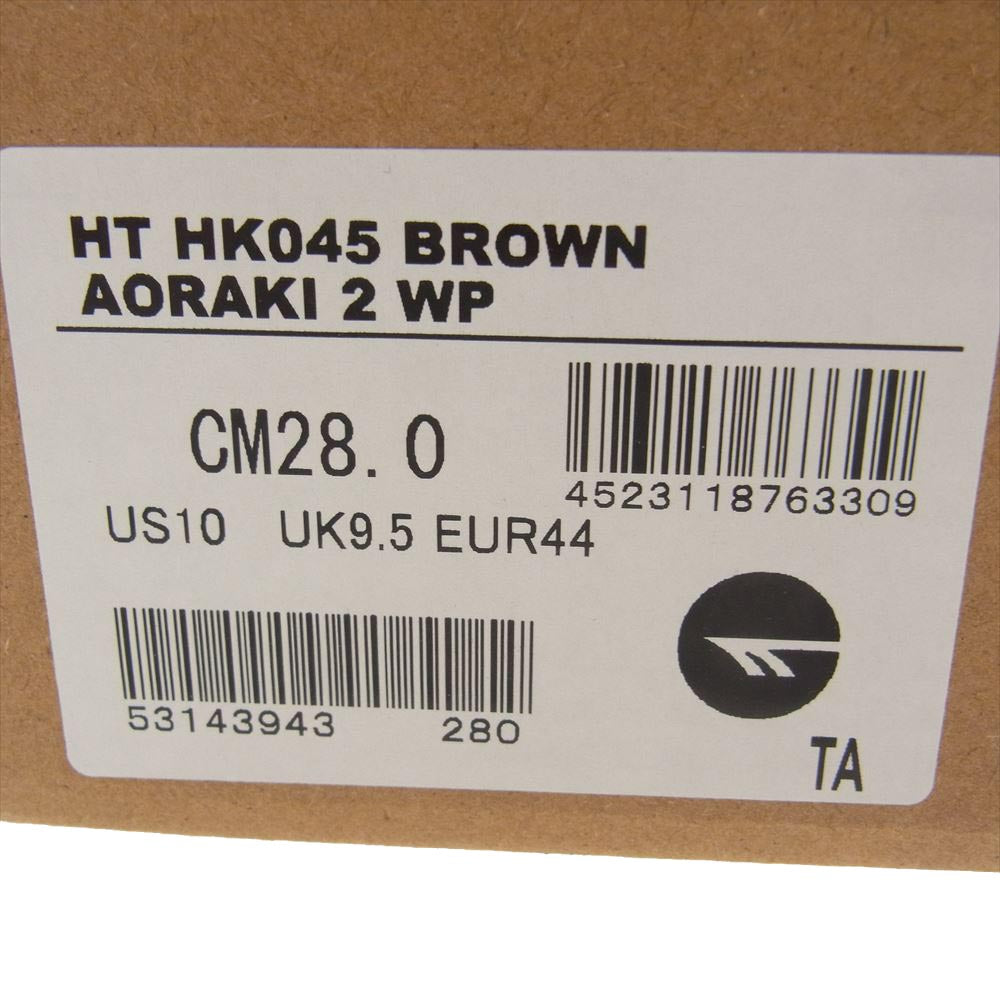 HT HK045 BROWN
AORAKI 2 WP
CM28.0
4523118763309
US10 UK9.5 EUR44
53143943 280
TA